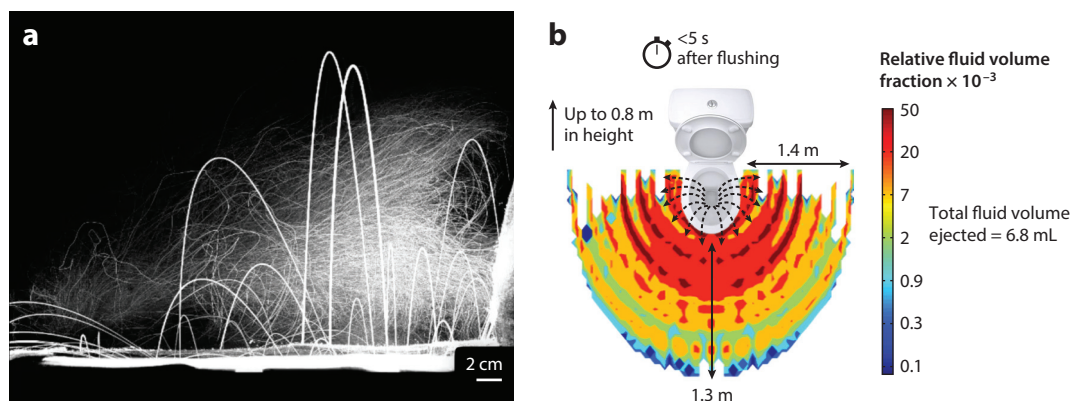 a
2 cm
b
<5 s
after flushing
Up to 0.8 m
in height
1.4 m
1.3 m
Relative fluid volume
fraction × 10⁻³
50
20
7
2
0.9
0.3
0.1
Total fluid volume
ejected = 6.8 mL